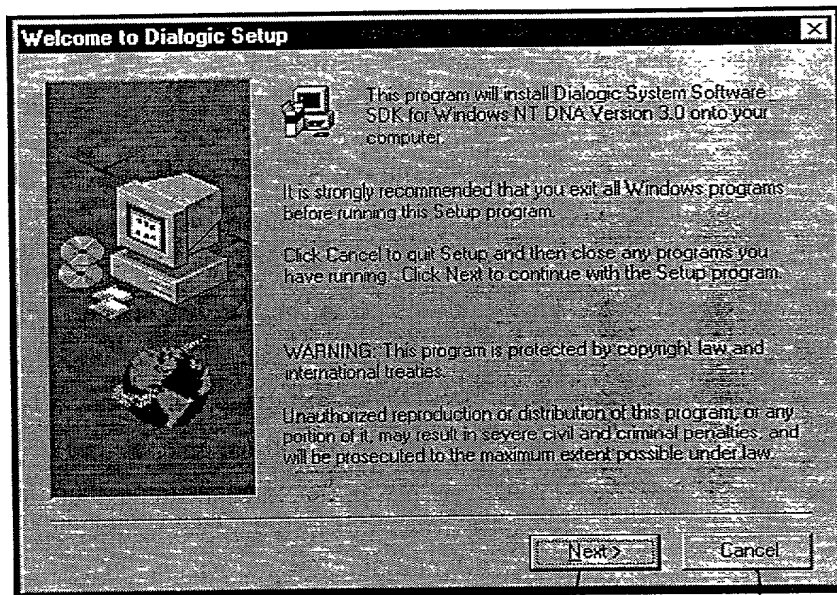 Welcome to Dialogic Setup
This program will install Dialogic System Software
SDK for Windows NT DNA Version 3.0 onto your
computer.
It is strongly recommended that you exit all Windows programs
before running this Setup program.
Click Cancel to quit Setup and then close any programs you
have running. Click Next to continue with the Setup program.
WARNING: This program is protected by copyright law and
international treaties.
Unauthorized reproduction or distribution of this program, or any
portion of it, may result in severe civil and criminal penalties, and
will be prosecuted to the maximum extent possible under law.
Next >
Cancel